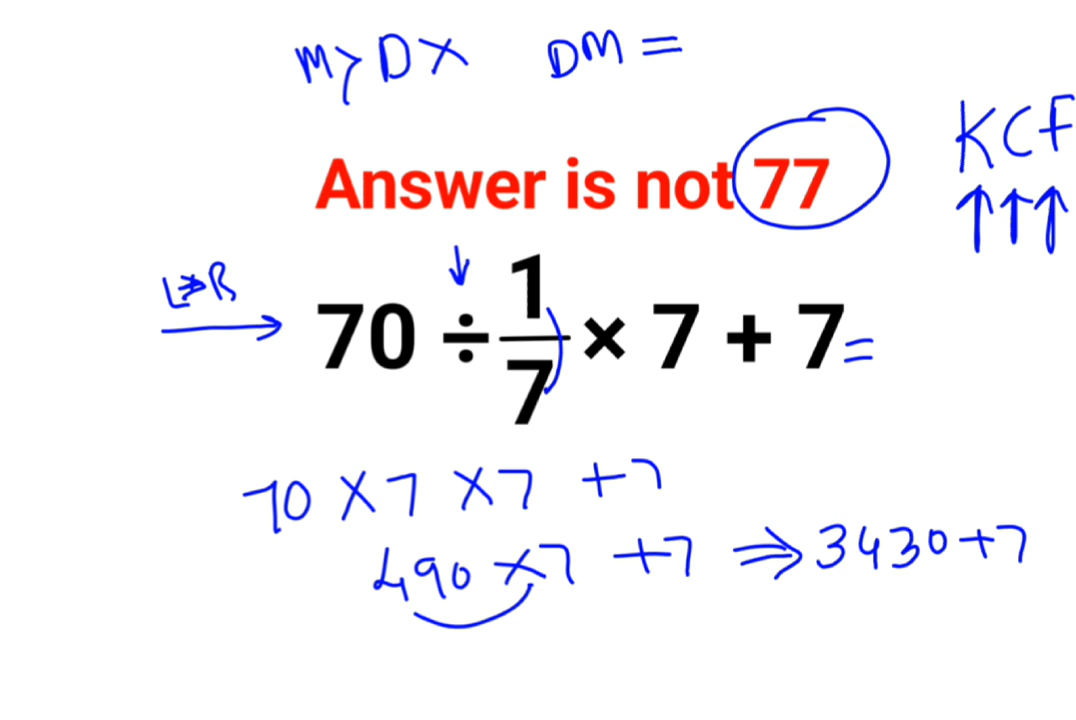 M > D X DM =
KCF
Answer is not 77
↑↑↑
L→R
70 ÷ 1/7 × 7 + 7 =
70 × 7 × 7 + 7
490 × 7 + 7 ⇒ 3430 + 7